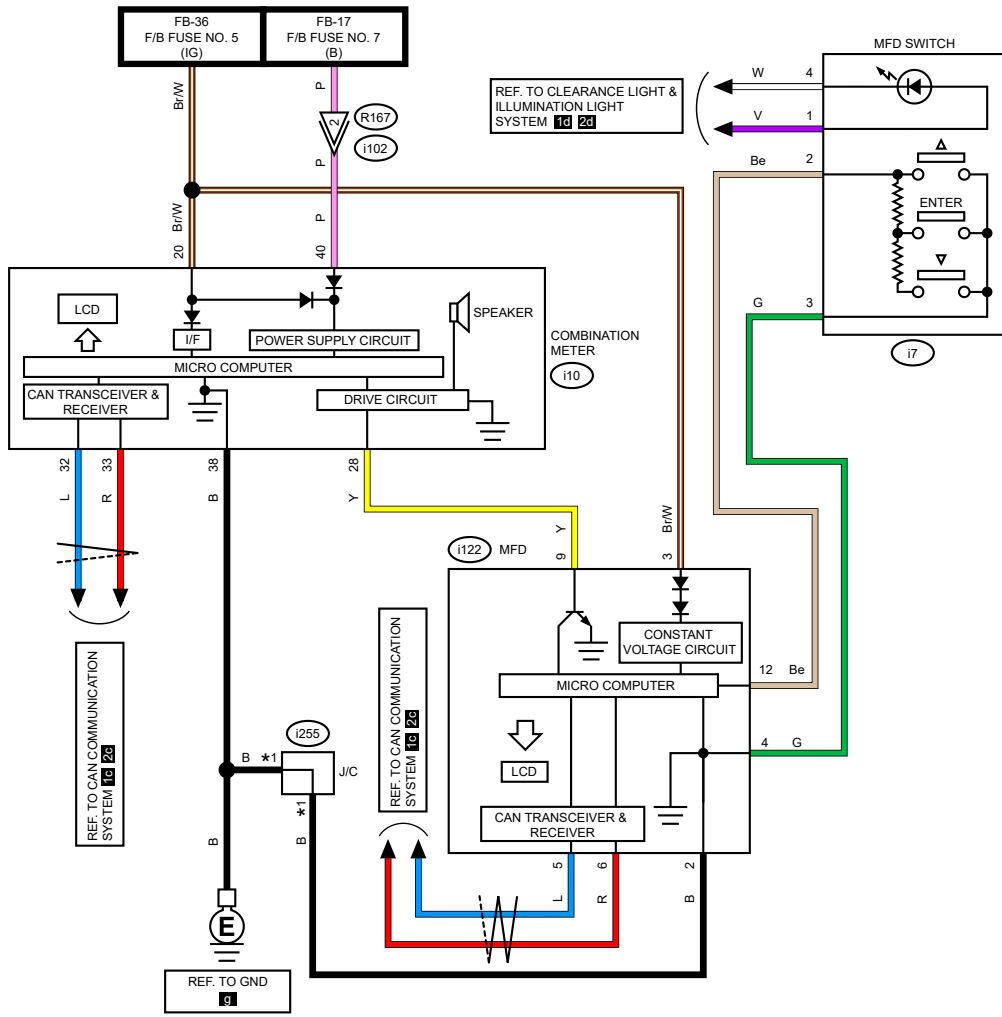 FB-36
F/B FUSE NO. 5
(IG)
FB-17
F/B FUSE NO. 7
(B)
MFD SWITCH
Br/W
P
2
R167
i102
P
REF. TO CLEARANCE LIGHT &
ILLUMINATION LIGHT
SYSTEM 1d 2d
W 4
V 1
Be 2
ENTER
G 3
i7
Br/W
P
20
40
LCD
I/F
POWER SUPPLY CIRCUIT
SPEAKER
MICRO COMPUTER
CAN TRANSCEIVER &
RECEIVER
DRIVE CIRCUIT
COMBINATION
METER
i10
32
33
38
28
L
R
B
Y
REF. TO CAN COMMUNICATION
SYSTEM 1c 2c
Y
Br/W
9
3
i122 MFD
CONSTANT
VOLTAGE CIRCUIT
MICRO COMPUTER
12 Be
4 G
LCD
CAN TRANSCEIVER &
RECEIVER
REF. TO CAN COMMUNICATION
SYSTEM 1c 2c
i255
B *1
J/C
*1
B
B
5
6
2
L
R
B
E
REF. TO GND
g